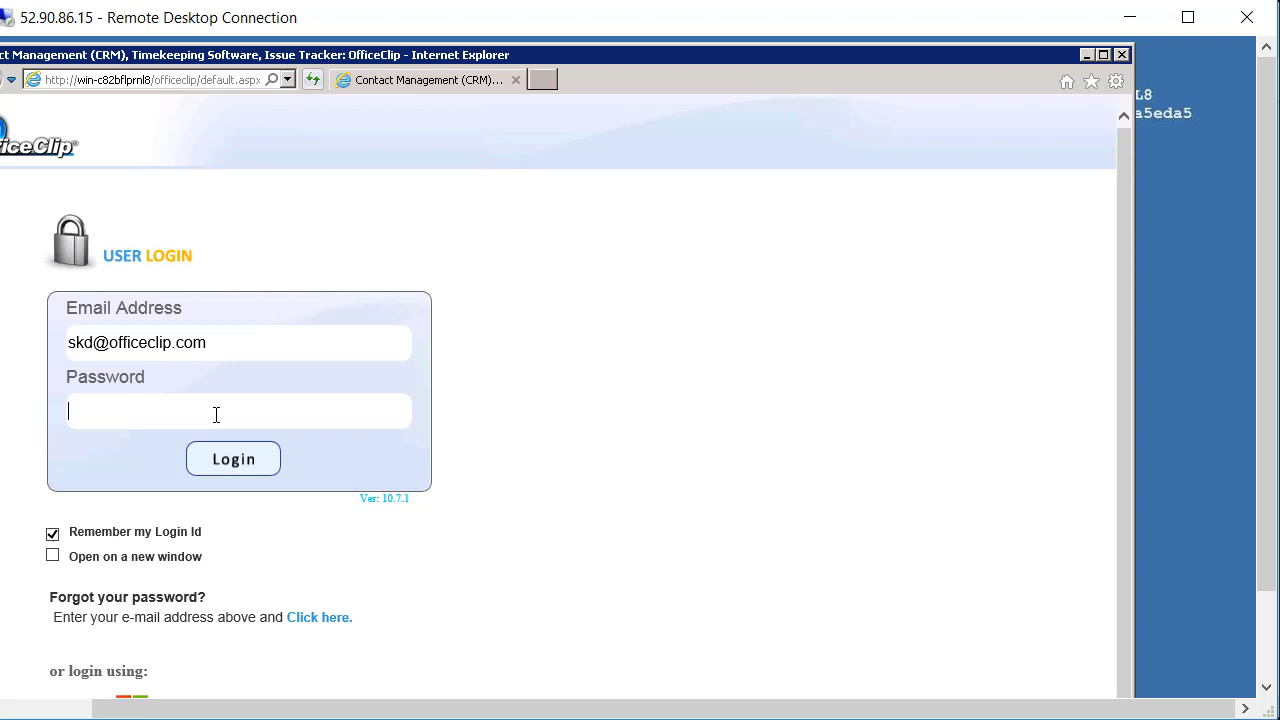 52.90.86.15 - Remote Desktop Connection
ct Management (CRM), Timekeeping Software, Issue Tracker: OfficeClip - Internet Explorer
http://win-c82bflprnl8/officeclip/default.aspx
Contact Management (CRM)...
L8
a5eda5
iceClip
USER LOGIN
Email Address
skd@officeclip.com
Password
Login
Ver: 10.7.1
Remember my Login Id
Open on a new window
Forgot your password?
Enter your e-mail address above and Click here.
or login using: